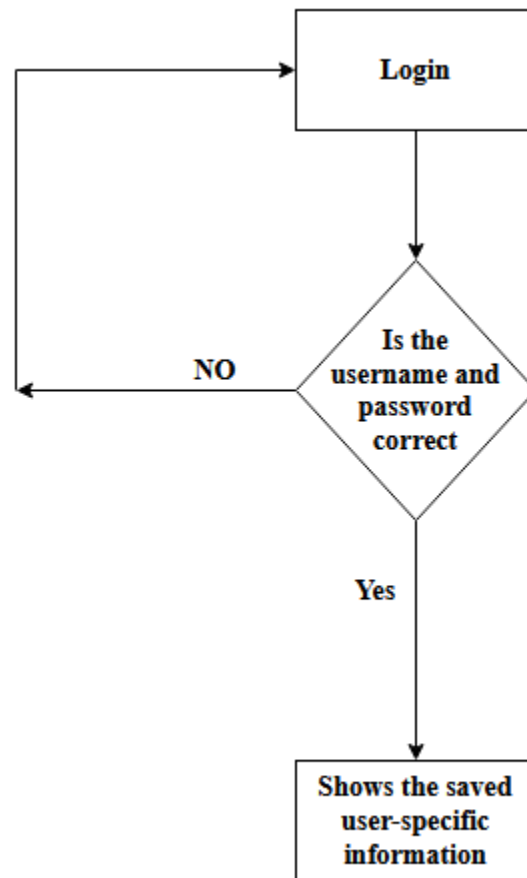 Login
Is the
username and
password
correct
NO
Yes
Shows the saved
user-specific
information